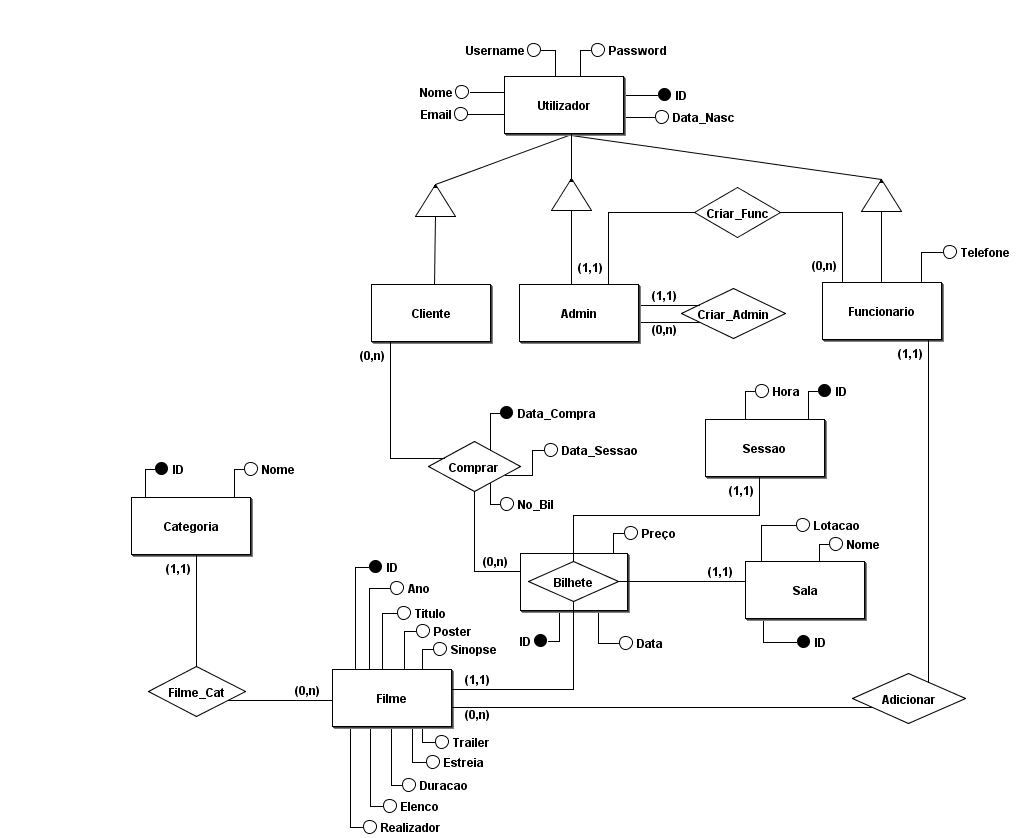 Username
Password
Nome
Utilizador
ID
Email
Data_Nasc
Criar_Func
Telefone
(1,1)
(0,n)
(1,1)
Cliente
Admin
Criar_Admin
Funcionario
(0,n)
(0,n)
(1,1)
Hora
ID
Data_Compra
Sessao
Data_Sessao
Comprar
ID
Nome
(1,1)
No_Bil
Categoria
Lotacao
Preço
Nome
(1,1)
(0,n)
ID
(1,1)
Bilhete
Sala
Ano
Titulo
Poster
ID
Data
ID
Sinopse
(1,1)
Filme_Cat
(0,n)
Filme
Adicionar
(0,n)
Trailer
Estreia
Duracao
Elenco
Realizador